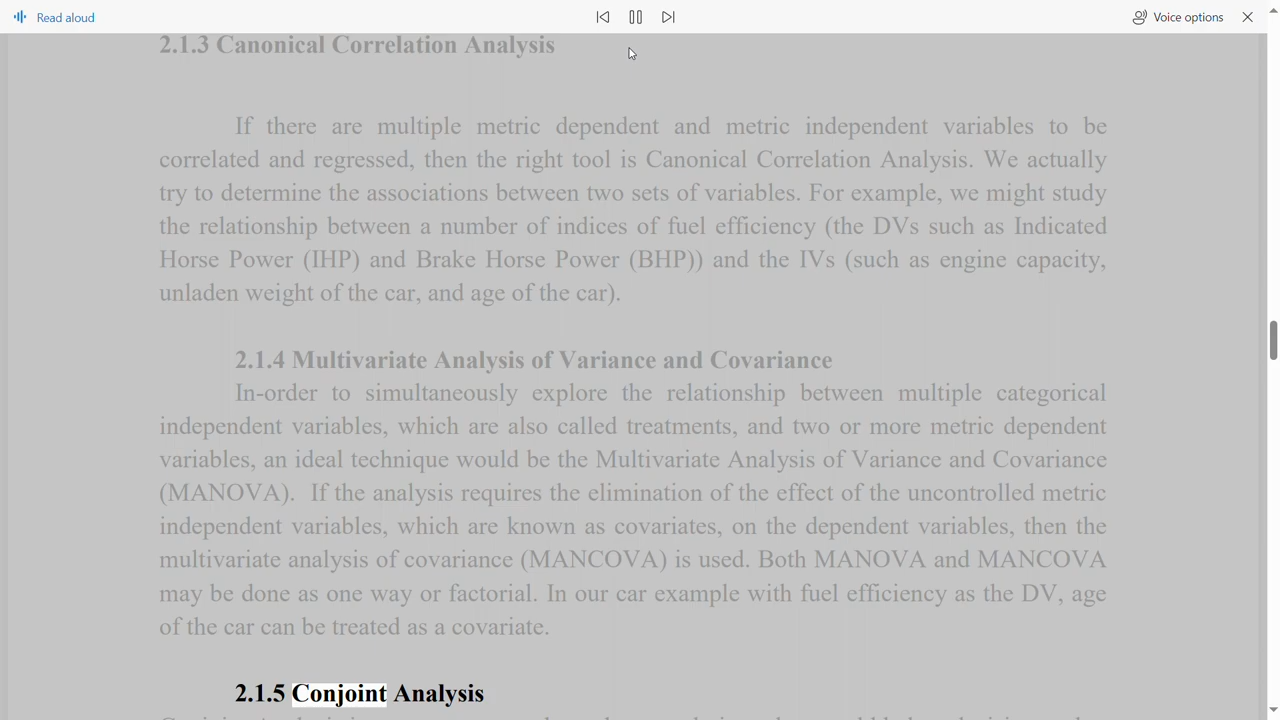 Read aloud
Voice options
2.1.3 Canonical Correlation Analysis
If there are multiple metric dependent and metric independent variables to be
correlated and regressed, then the right tool is Canonical Correlation Analysis. We actually
try to determine the associations between two sets of variables. For example, we might study
the relationship between a number of indices of fuel efficiency (the DVs such as Indicated
Horse Power (IHP) and Brake Horse Power (BHP)) and the IVs (such as engine capacity,
unladen weight of the car, and age of the car).
2.1.4 Multivariate Analysis of Variance and Covariance
In-order to simultaneously explore the relationship between multiple categorical
independent variables, which are also called treatments, and two or more metric dependent
variables, an ideal technique would be the Multivariate Analysis of Variance and Covariance
(MANOVA). If the analysis requires the elimination of the effect of the uncontrolled metric
independent variables, which are known as covariates, on the dependent variables, then the
multivariate analysis of covariance (MANCOVA) is used. Both MANOVA and MANCOVA
may be done as one way or factorial. In our car example with fuel efficiency as the DV, age
of the car can be treated as a covariate.
2.1.5 Conjoint Analysis